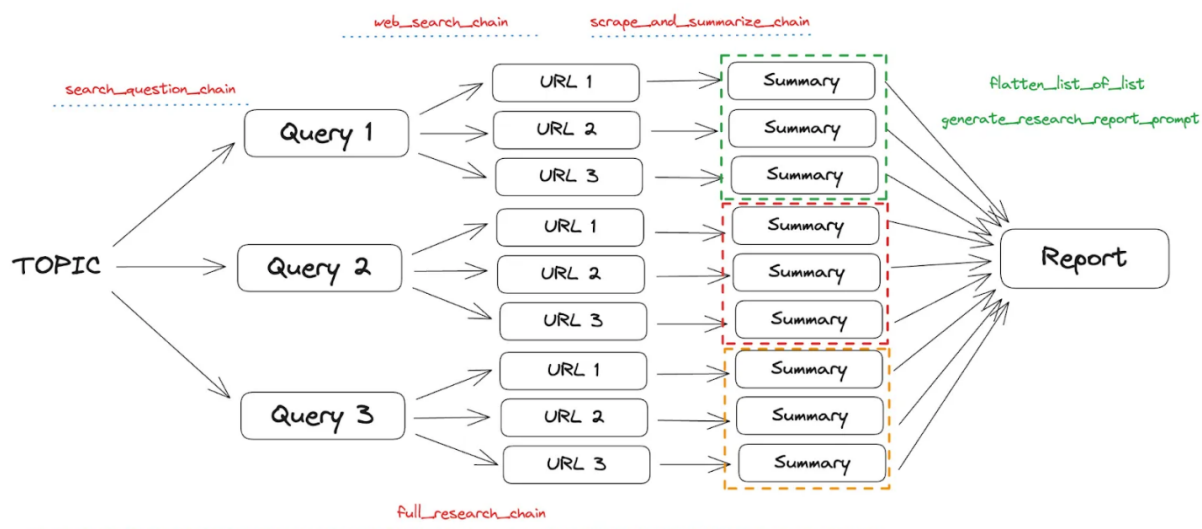 web_search_chain
scrape_and_summarize_chain
search_question_chain
flatten_list_of_list
generate_research_report_prompt
TOPIC
Query 1
URL 1
Summary
URL 2
Summary
URL 3
Summary
Query 2
URL 1
Summary
URL 2
Summary
URL 3
Summary
Query 3
URL 1
Summary
URL 2
Summary
URL 3
Summary
Report
full_research_chain